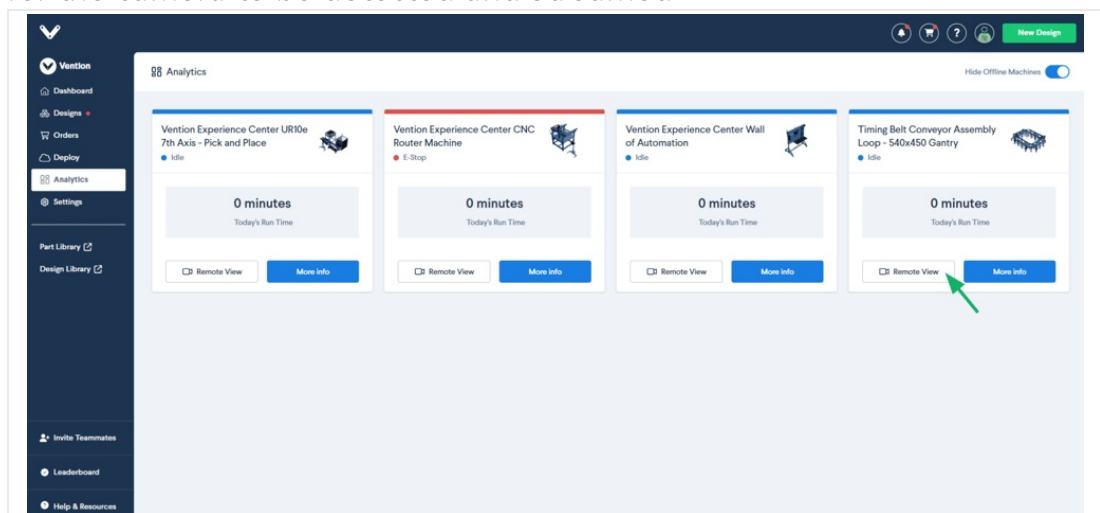 New Design
Vention
Dashboard
Designs
Orders
Deploy
Analytics
Settings
Part Library
Design Library
Invite Teammates
Leaderboard
Help & Resources
Analytics
Hide Offline Machines
Vention Experience Center UR10e
7th Axis - Pick and Place
Idle
0 minutes
Today's Run Time
Remote View
More info
Vention Experience Center CNC
Router Machine
E-Stop
0 minutes
Today's Run Time
Remote View
More info
Vention Experience Center Wall
of Automation
Idle
0 minutes
Today's Run Time
Remote View
More info
Timing Belt Conveyor Assembly
Loop - 540x450 Gantry
Idle
0 minutes
Today's Run Time
Remote View
More info